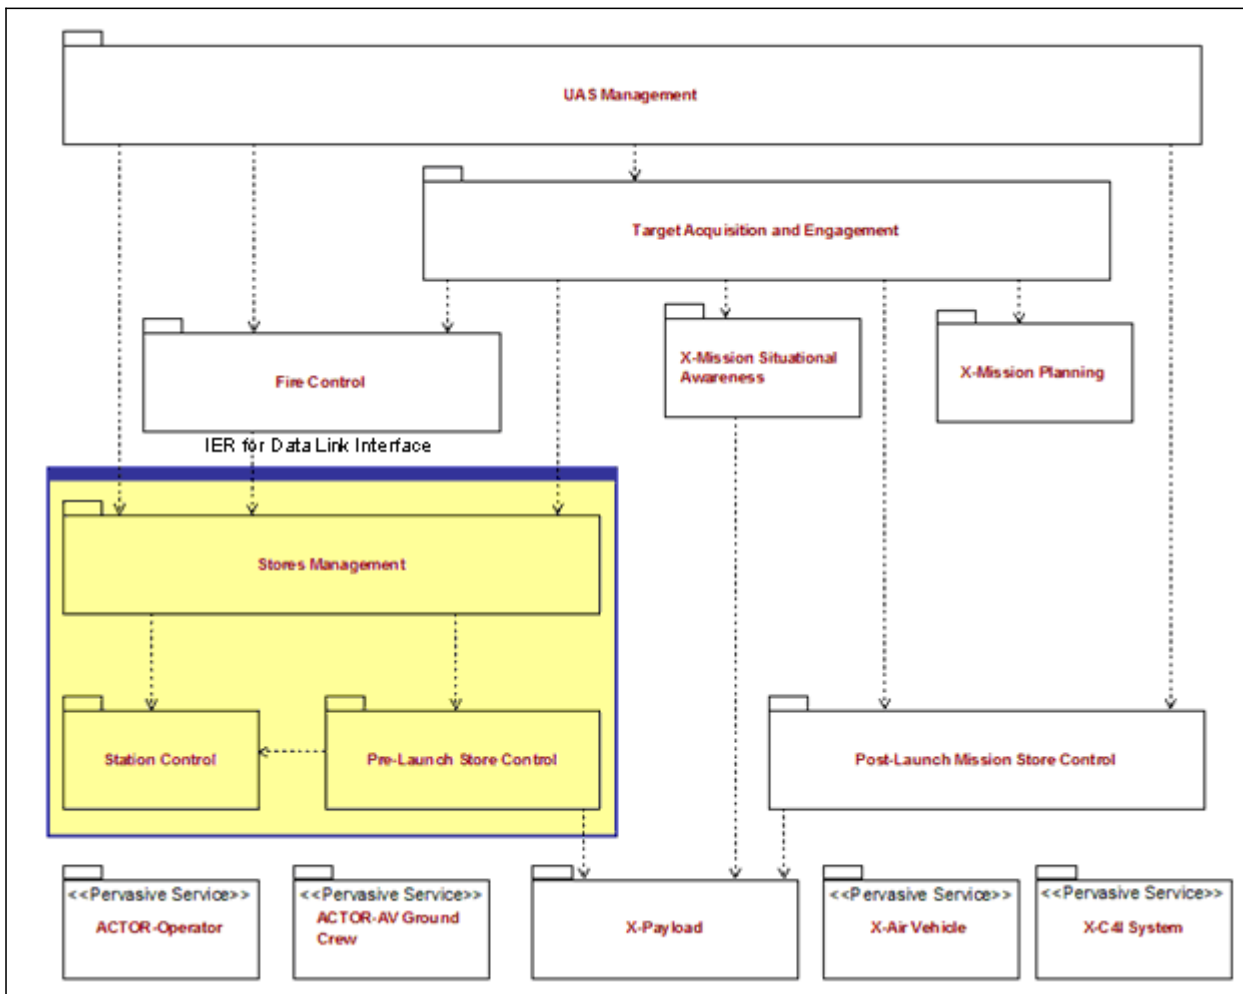 UAS Management
Target Acquisition and Engagement
Fire Control
X-Mission Situational
Awareness
X-Mission Planning
IER for Data Link Interface
Stores Management
Station Control
Pre-Launch Store Control
Post-Launch Mission Store Control
<<Pervasive Service>>
ACTOR-Operator
<<Pervasive Service>>
ACTOR-AV Ground
Crew
X-Payload
<<Pervasive Service>>
X-Air Vehicle
<<Pervasive Service>>
X-C4I System